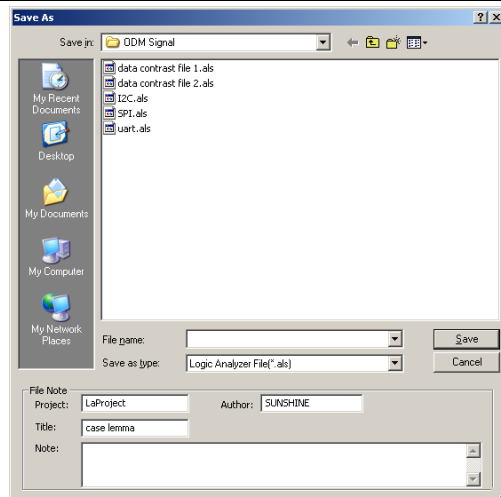 Save As
Save in: ODM Signal
My Recent Documents
Desktop
My Documents
My Computer
My Network Places
data contrast file 1.als
data contrast file 2.als
I2C.als
SPI.als
uart.als
File name:
Save
Save as type: Logic Analyzer File(*.als)
Cancel
File Note
Project: LaProject Author: SUNSHINE
Title: case lemma
Note: